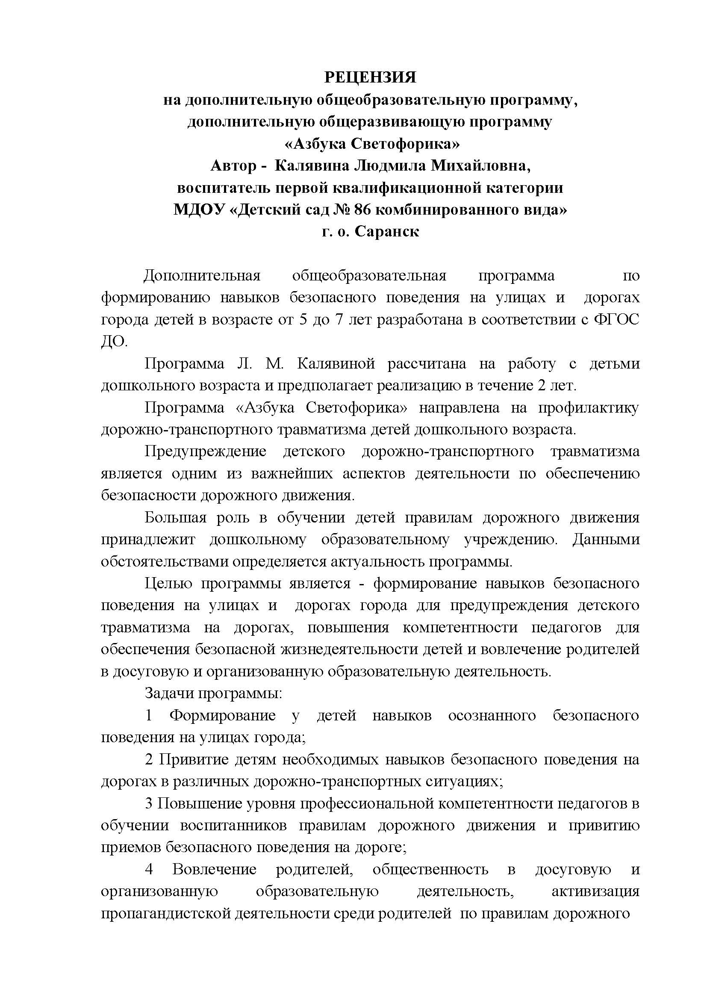 РЕЦЕНЗИЯ
на дополнительную общеобразовательную программу,
дополнительную общеразвивающую программу
«Азбука Светофорика»
Автор - Калявина Людмила Михайловна,
воспитатель первой квалификационной категории
МДОУ «Детский сад № 86 комбинированного вида»
г. о. Саранск
Дополнительная общеобразовательная программа по
формированию навыков безопасного поведения на улицах и дорогах
города детей в возрасте от 5 до 7 лет разработана в соответствии с ФГОС
ДО.
Программа Л. М. Калявиной рассчитана на работу с детьми
дошкольного возраста и предполагает реализацию в течение 2 лет.
Программа «Азбука Светофорика» направлена на профилактику
дорожно-транспортного травматизма детей дошкольного возраста.
Предупреждение детского дорожно-транспортного травматизма
является одним из важнейших аспектов деятельности по обеспечению
безопасности дорожного движения.
Большая роль в обучении детей правилам дорожного движения
принадлежит дошкольному образовательному учреждению. Данными
обстоятельствами определяется актуальность программы.
Целью программы является - формирование навыков безопасного
поведения на улицах и дорогах города для предупреждения детского
травматизма на дорогах, повышения компетентности педагогов для
обеспечения безопасной жизнедеятельности детей и вовлечение родителей
в досуговую и организованную образовательную деятельность.
Задачи программы:
1 Формирование у детей навыков осознанного безопасного
поведения на улицах города;
2 Привитие детям необходимых навыков безопасного поведения на
дорогах в различных дорожно-транспортных ситуациях;
3 Повышение уровня профессиональной компетентности педагогов в
обучении воспитанников правилам дорожного движения и привитию
приемов безопасного поведения на дороге;
4 Вовлечение родителей, общественность в досуговую и
организованную образовательную деятельность, активизация
пропагандистской деятельности среди родителей по правилам дорожного